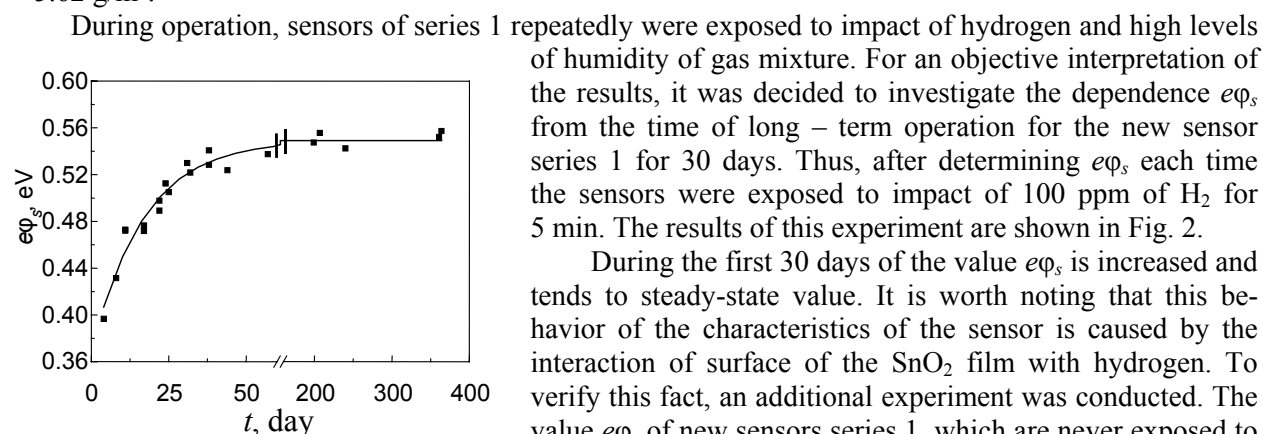 During operation, sensors of series 1 repeatedly were exposed to impact of hydrogen and high levels
of humidity of gas mixture. For an objective interpretation of
the results, it was decided to investigate the dependence eφs
from the time of long – term operation for the new sensor
series 1 for 30 days. Thus, after determining eφs each time
the sensors were exposed to impact of 100 ppm of H2 for
5 min. The results of this experiment are shown in Fig. 2.
During the first 30 days of the value eφs is increased and
tends to steady-state value. It is worth noting that this be-
havior of the characteristics of the sensor is caused by the
interaction of surface of the SnO2 film with hydrogen. To
verify this fact, an additional experiment was conducted. The
value eφ of new sensors series 1, which are never exposed to
0.60
0.56
0.52
0.48
0.44
0.40
0.36
eφs, eV
0 25 50 200 300 400
t, day